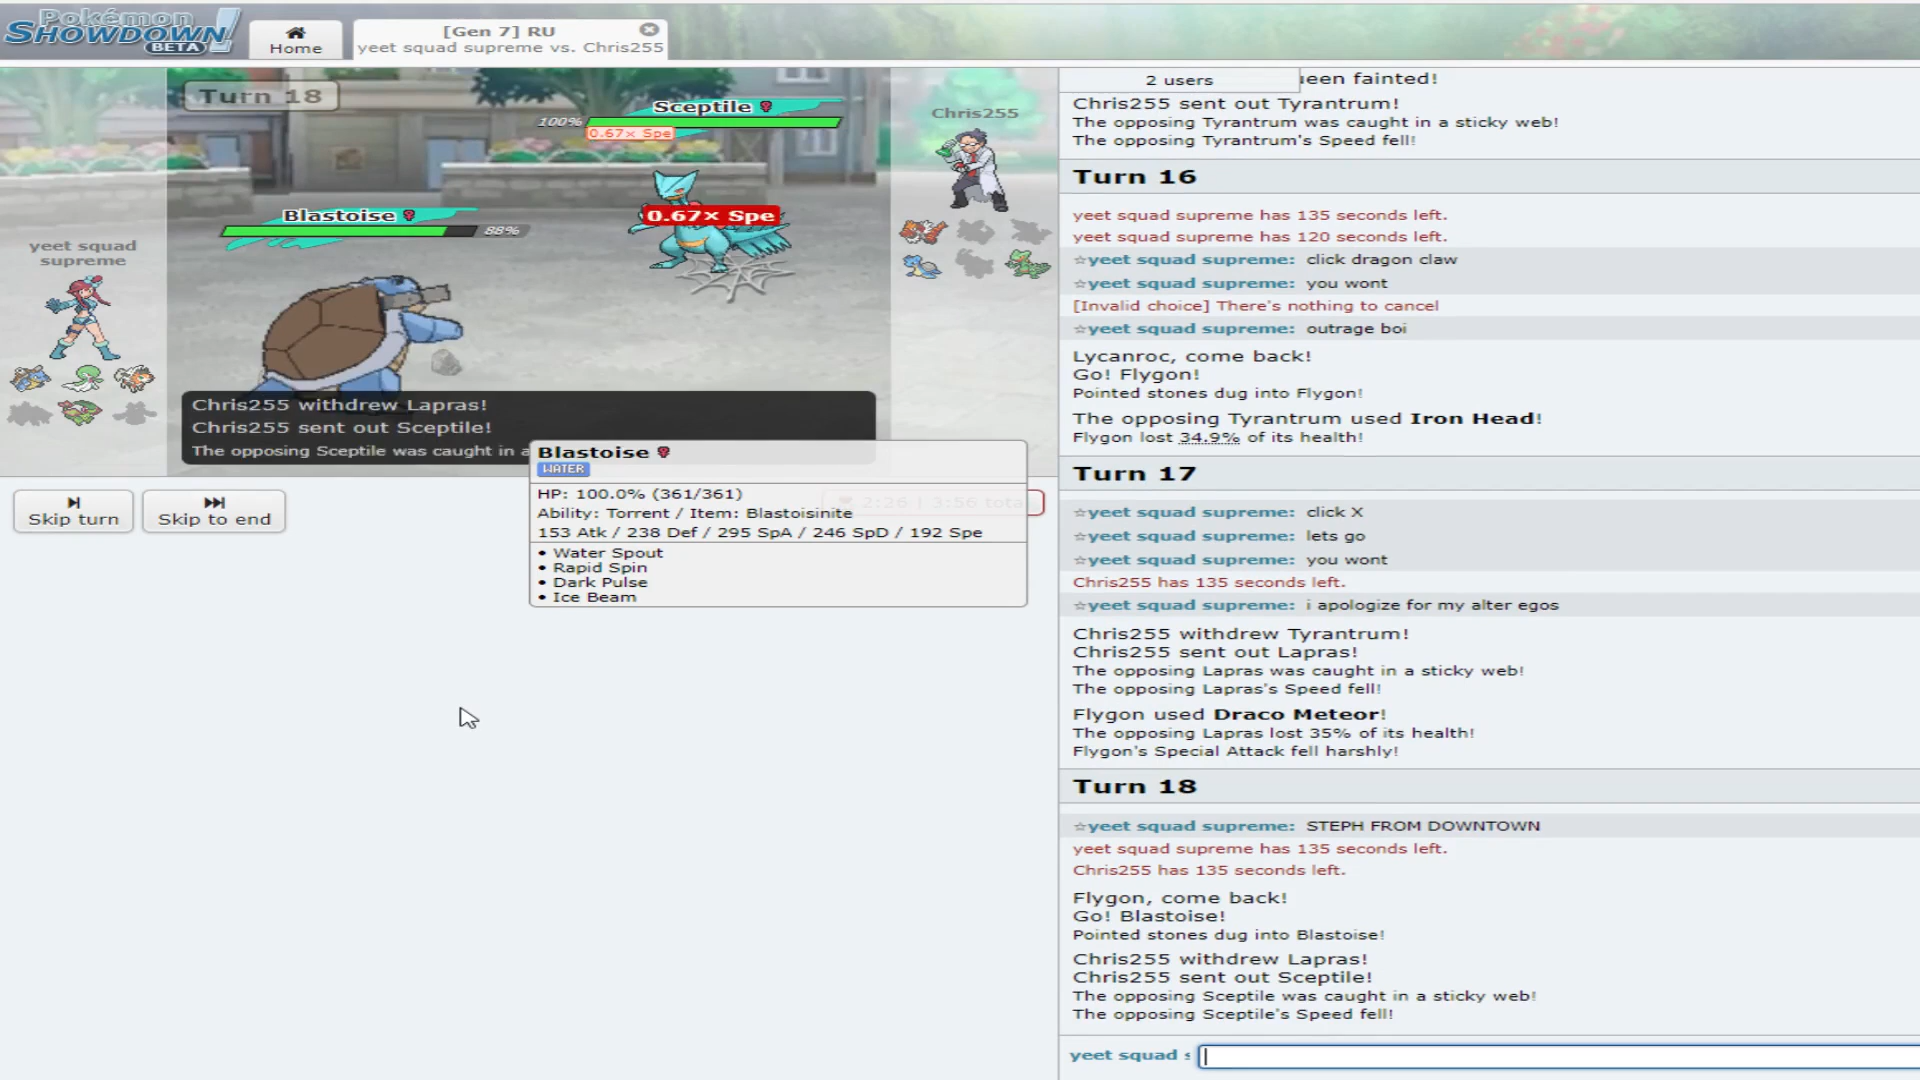 Pokémon
SHOWDOWN!
BETA
Home
[Gen 7] RU
yeet squad supreme vs. Chris255
Turn 18
Sceptile
100%
0.67× Spe
0.67× Spe
Blastoise
88%
yeet squad
supreme
Chris255
Chris255 withdrew Lapras!
Chris255 sent out Sceptile!
The opposing Sceptile was caught in a
Blastoise
WATER
HP: 100.0% (361/361)
Ability: Torrent / Item: Blastoisinite
153 Atk / 238 Def / 295 SpA / 246 SpD / 192 Spe
• Water Spout
• Rapid Spin
• Dark Pulse
• Ice Beam
2:26 | 3:56 total
Skip turn
Skip to end
2 users
ueen fainted!
Chris255 sent out Tyrantrum!
The opposing Tyrantrum was caught in a sticky web!
The opposing Tyrantrum's Speed fell!
Turn 16
yeet squad supreme has 135 seconds left.
yeet squad supreme has 120 seconds left.
☆yeet squad supreme: click dragon claw
☆yeet squad supreme: you wont
[Invalid choice] There's nothing to cancel
☆yeet squad supreme: outrage boi
Lycanroc, come back!
Go! Flygon!
Pointed stones dug into Flygon!
The opposing Tyrantrum used Iron Head!
Flygon lost 34.9% of its health!
Turn 17
☆yeet squad supreme: click X
☆yeet squad supreme: lets go
☆yeet squad supreme: you wont
Chris255 has 135 seconds left.
☆yeet squad supreme: i apologize for my alter egos
Chris255 withdrew Tyrantrum!
Chris255 sent out Lapras!
The opposing Lapras was caught in a sticky web!
The opposing Lapras's Speed fell!
Flygon used Draco Meteor!
The opposing Lapras lost 35% of its health!
Flygon's Special Attack fell harshly!
Turn 18
☆yeet squad supreme: STEPH FROM DOWNTOWN
yeet squad supreme has 135 seconds left.
Chris255 has 135 seconds left.
Flygon, come back!
Go! Blastoise!
Pointed stones dug into Blastoise!
Chris255 withdrew Lapras!
Chris255 sent out Sceptile!
The opposing Sceptile was caught in a sticky web!
The opposing Sceptile's Speed fell!
yeet squad s